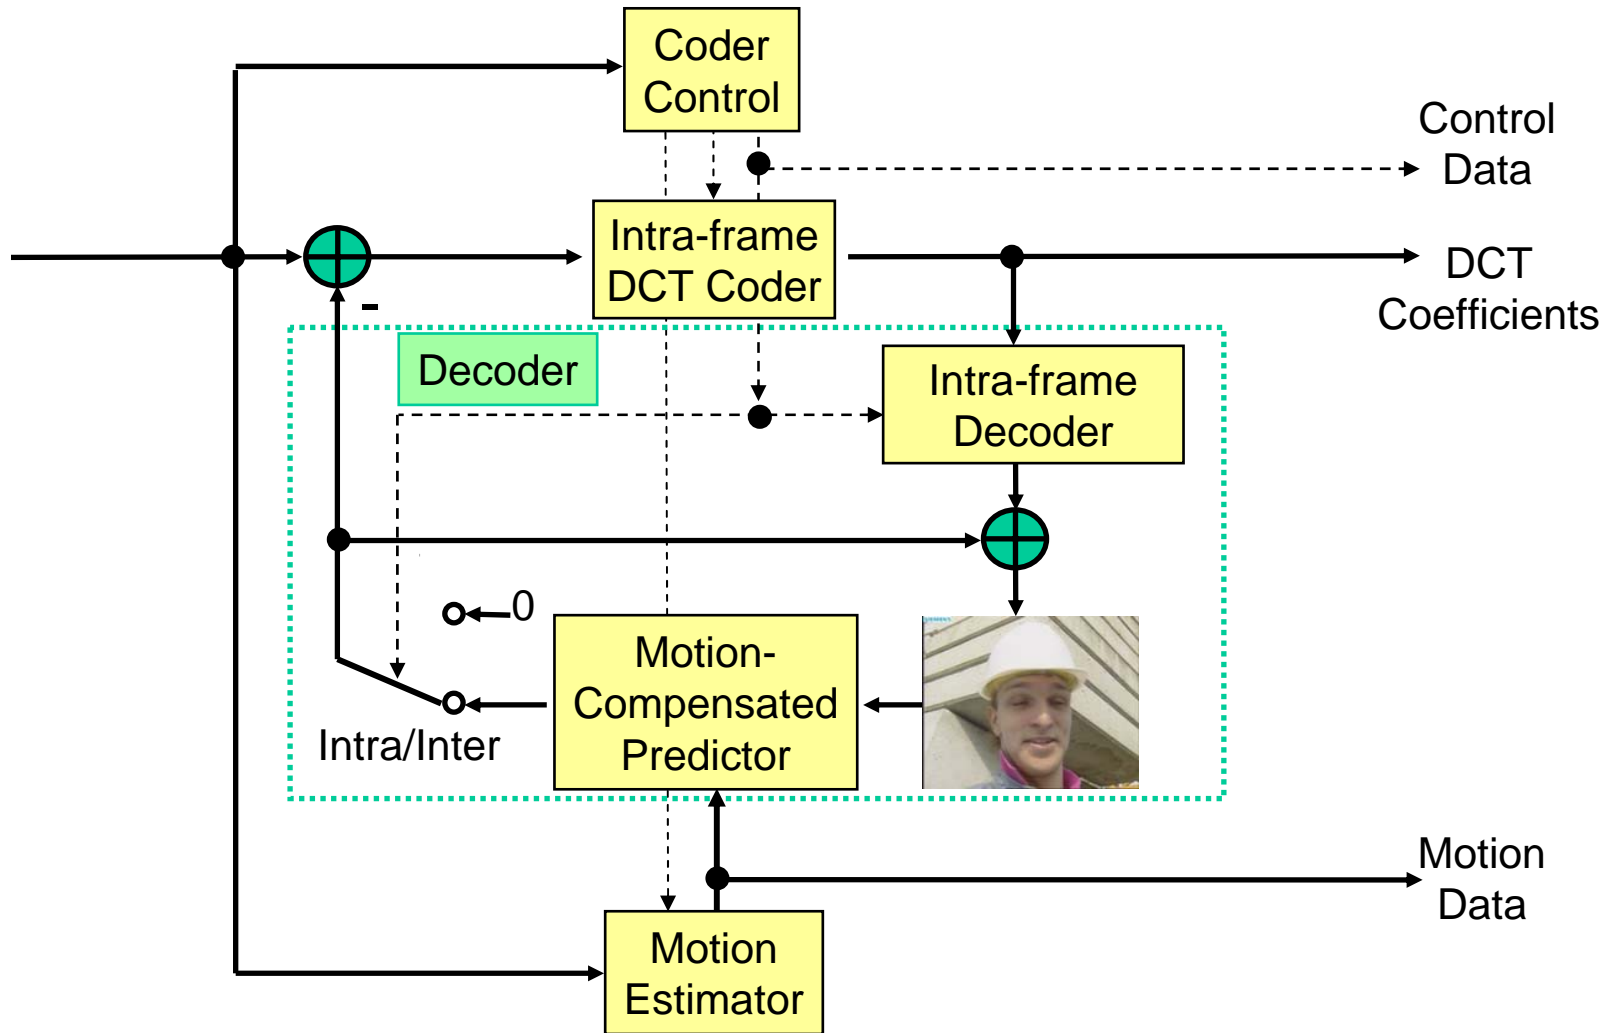 Coder
Control
Control
Data
Intra-frame
DCT Coder
DCT
Coefficients
-
Decoder
Intra-frame
Decoder
0
Motion-
Compensated
Predictor
Intra/Inter
Motion
Data
Motion
Estimator